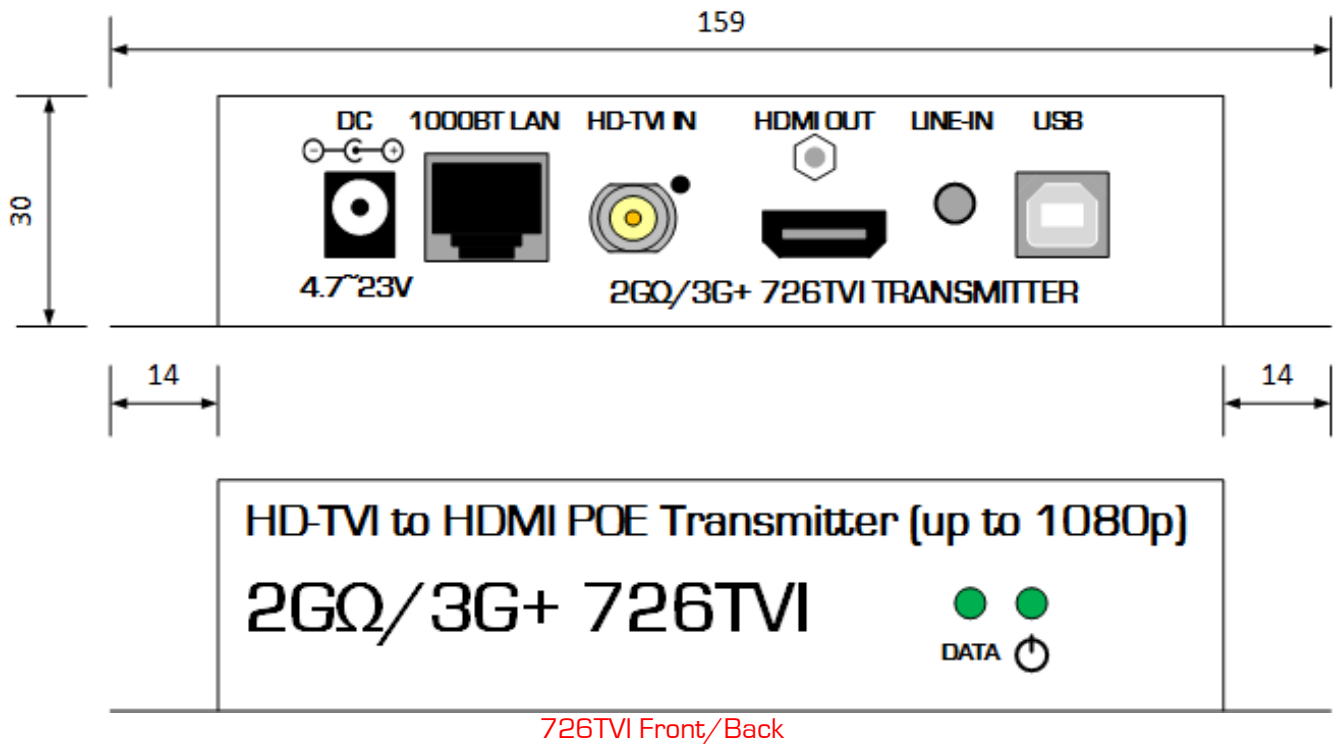 159
DC 1000BT LAN HD-TVI IN HDMI OUT LINE-IN USB
30
4.7~23V
2GΩ/3G+ 726TVI TRANSMITTER
14 14
HD-TVI to HDMI POE Transmitter (up to 1080p)
2GΩ/3G+ 726TVI
DATA
726TVI Front/Back